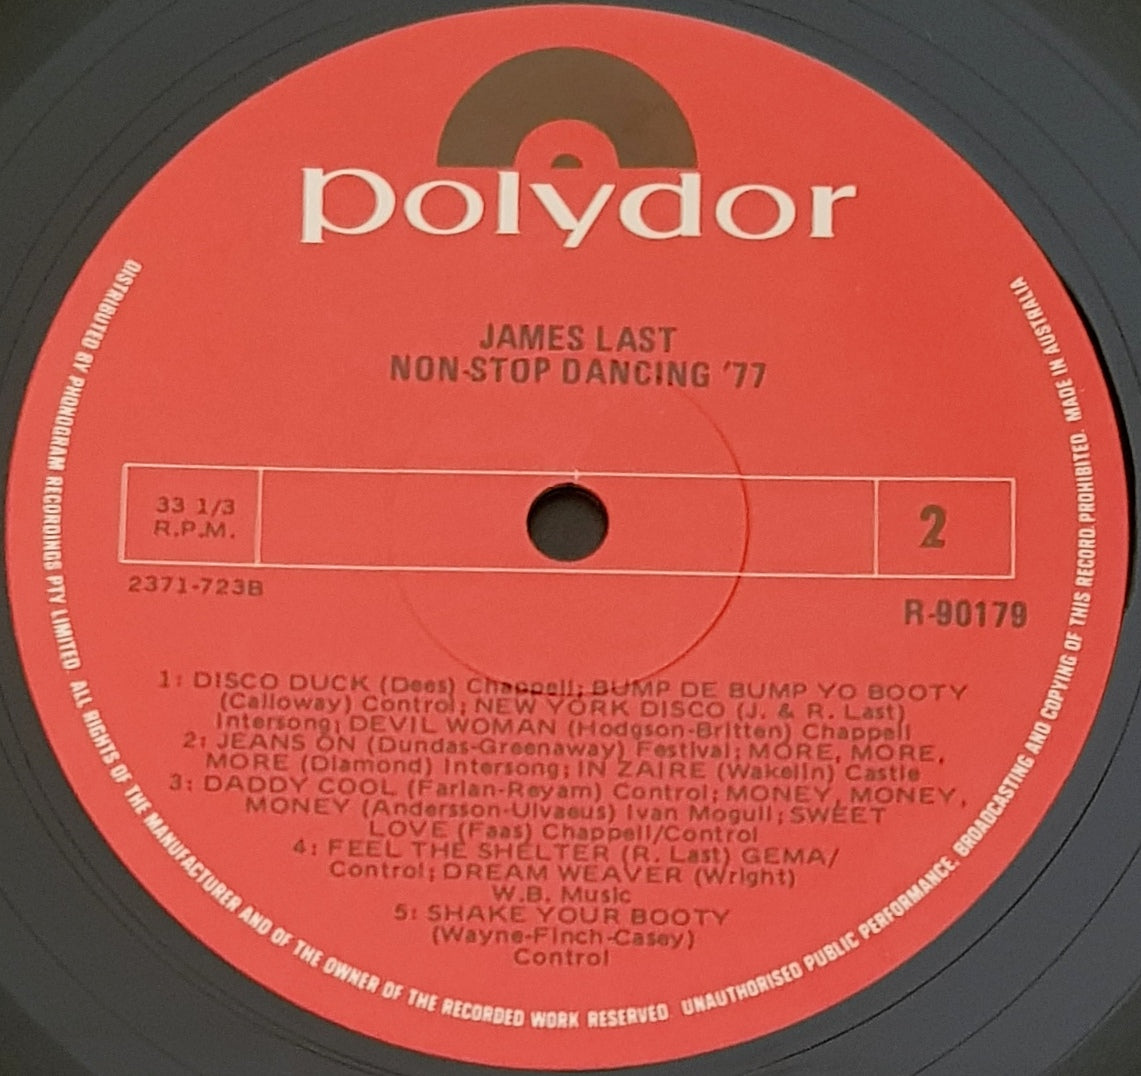 polydor
JAMES LAST
NON-STOP DANCING '77
33 1/3
R.P.M.
2
2371-723B
R-90179
1: DISCO DUCK (Dees) Chappell; BUMP DE BUMP YO BOOTY
(Calloway) Control; NEW YORK DISCO (J. & R. Last)
Intersong; DEVIL WOMAN (Hodgson-Britten) Chappell
2: JEANS ON (Dundas-Greenaway) Festival; MORE, MORE,
MORE (Diamond) Intersong; IN ZAIRE (Wakelin) Castle
3: DADDY COOL (Farian-Reyam) Control; MONEY, MONEY,
MONEY (Andersson-Ulvaeus) Ivan Mogull; SWEET
LOVE (Faas) Chappell/Control
4: FEEL THE SHELTER (R. Last) GEMA/
Control; DREAM WEAVER (Wright)
W.B. Music
5: SHAKE YOUR BOOTY
(Wayne-Finch-Casey)
Control
DISTRIBUTED BY PHONOGRAM RECORDINGS PTY LIMITED. ALL RIGHTS OF THE MANUFACTURER AND OF THE OWNER OF THE RECORDED WORK RESERVED. UNAUTHORISED PUBLIC PERFORMANCE, BROADCASTING AND COPYING OF THIS RECORD PROHIBITED. MADE IN AUSTRALIA